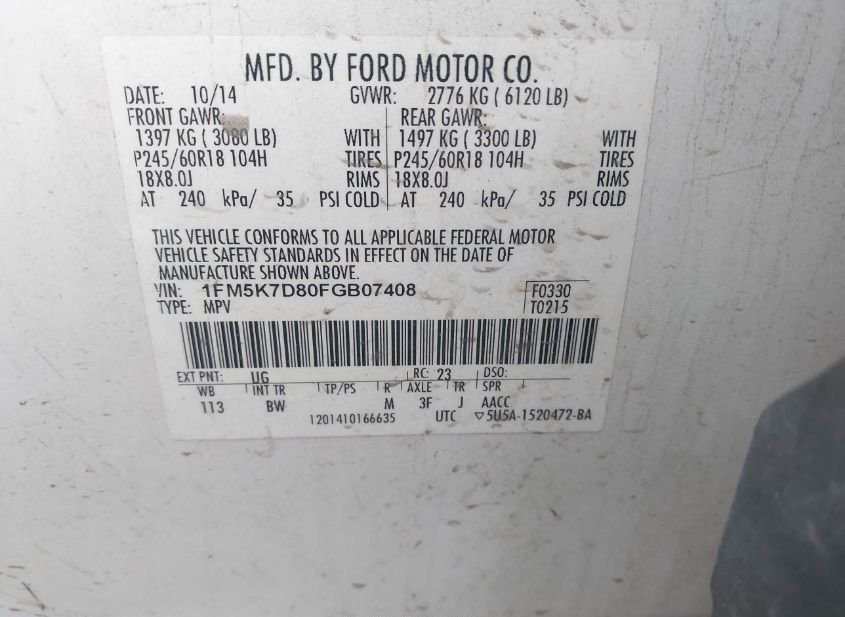 MFD. BY FORD MOTOR CO.
DATE: 10/14 GVWR: 2776 KG ( 6120 LB)
FRONT GAWR: REAR GAWR:
1397 KG ( 3080 LB) WITH 1497 KG ( 3300 LB) WITH
P245/60R18 104H TIRES P245/60R18 104H TIRES
18X8.0J RIMS 18X8.0J RIMS
AT 240 kPa/ 35 PSI COLD AT 240 kPa/ 35 PSI COLD
THIS VEHICLE CONFORMS TO ALL APPLICABLE FEDERAL MOTOR
VEHICLE SAFETY STANDARDS IN EFFECT ON THE DATE OF
MANUFACTURE SHOWN ABOVE.
VIN: 1FM5K7D80FGB07408 F0330
TYPE: MPV T0215
EXT PNT: UG RC: 23 DSO:
WB INT TR TP/PS R AXLE TR SPR
113 BW M 3F J AACC
1201410166635 UTC ▽5U5A-1520472-BA